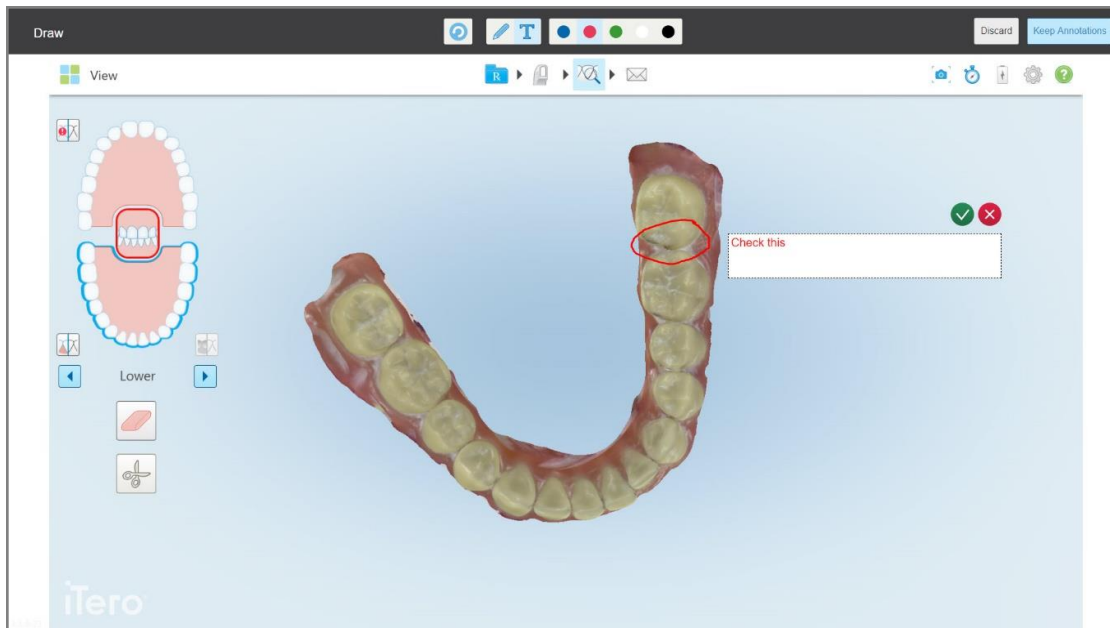 Draw
T
Discard
Keep Annotations
View
R
Check this
Lower
iTero